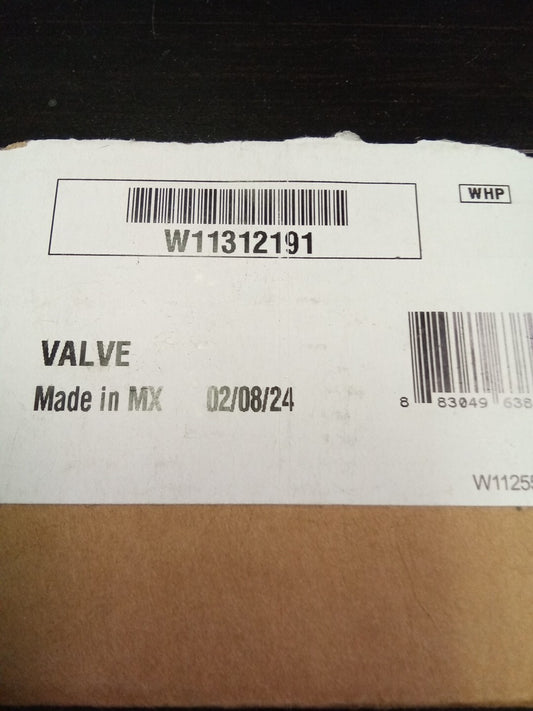 WHP
W11312191
VALVE
Made in MX 02/08/24
8 83049 638
W11255